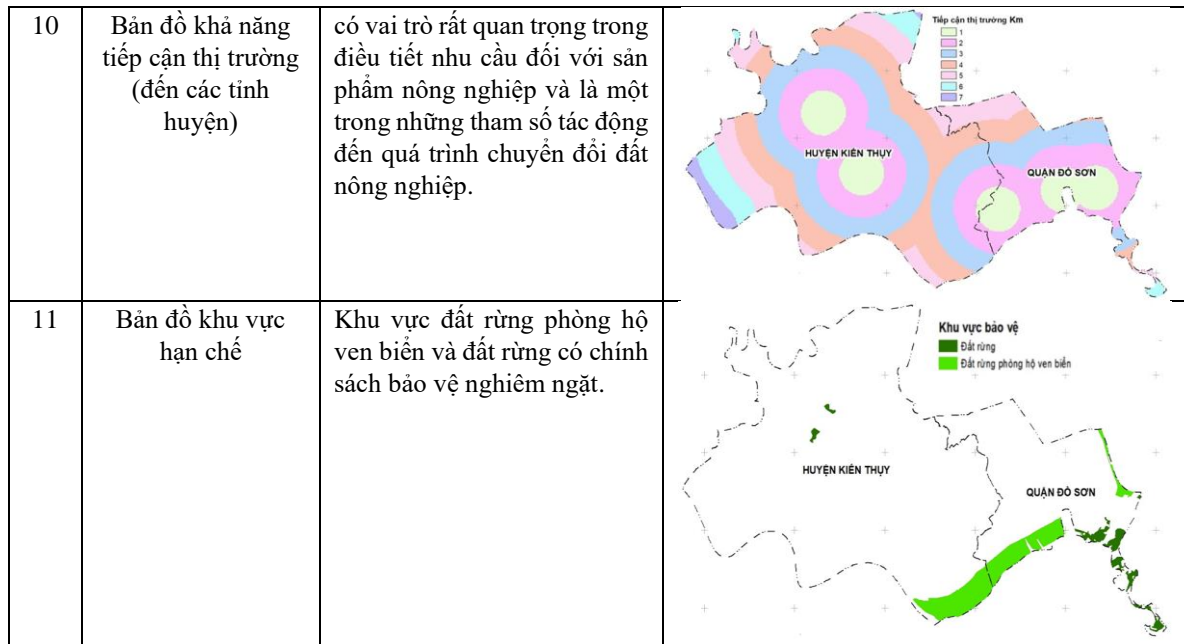 10
Bản đồ khả năng
tiếp cận thị trường
(đến các tỉnh
huyện)
có vai trò rất quan trọng trong
điều tiết nhu cầu đối với sản
phẩm nông nghiệp và là một
trong những tham số tác động
đến quá trình chuyển đổi đất
nông nghiệp.
Tiếp cận thị trường Km
1
2
3
4
5
6
7
HUYỆN KIẾN THỤY
QUẬN ĐỒ SƠN
11
Bản đồ khu vực
hạn chế
Khu vực đất rừng phòng hộ
ven biển và đất rừng có chính
sách bảo vệ nghiêm ngặt.
Khu vực bảo vệ
Đất rừng
Đất rừng phòng hộ ven biển
HUYỆN KIẾN THỤY
QUẬN ĐỒ SƠN